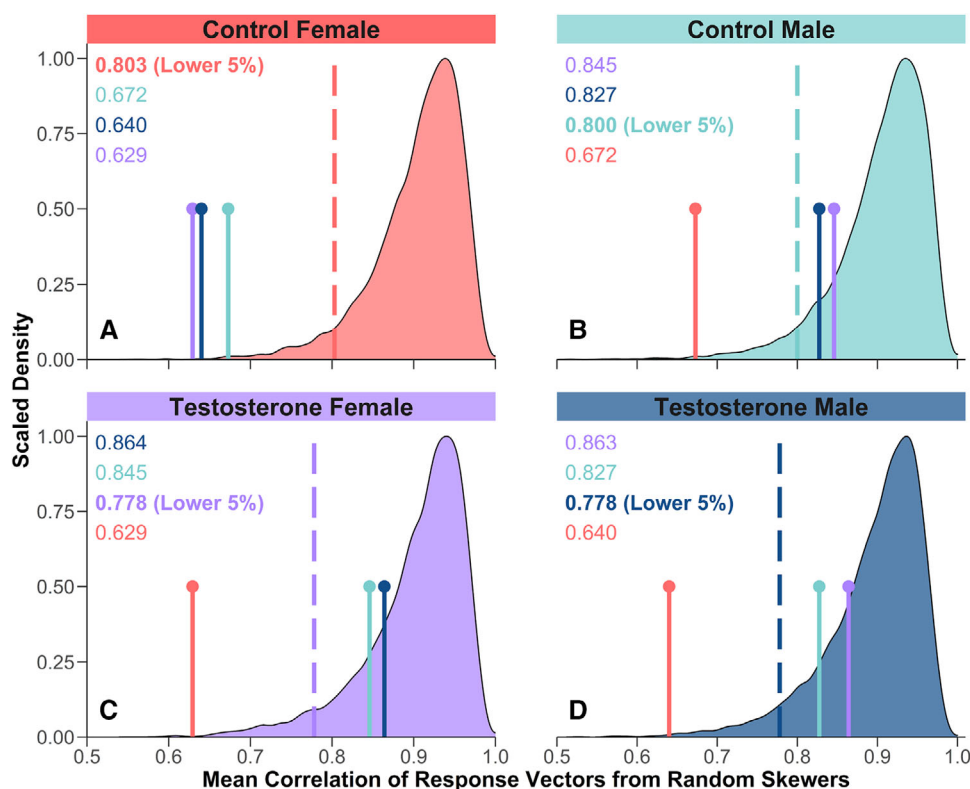 Control Female
Control Male
1.00
0.75
0.50
0.25
0.00
0.803 (Lower 5%)
0.672
0.640
0.629
A
0.845
0.827
0.800 (Lower 5%)
0.672
B
Testosterone Female
Testosterone Male
1.00
0.75
0.50
0.25
0.00
0.864
0.845
0.778 (Lower 5%)
0.629
C
0.863
0.827
0.778 (Lower 5%)
0.640
D
0.5 0.6 0.7 0.8 0.9 1.0
0.5 0.6 0.7 0.8 0.9 1.0
Scaled Density
Mean Correlation of Response Vectors from Random Skewers